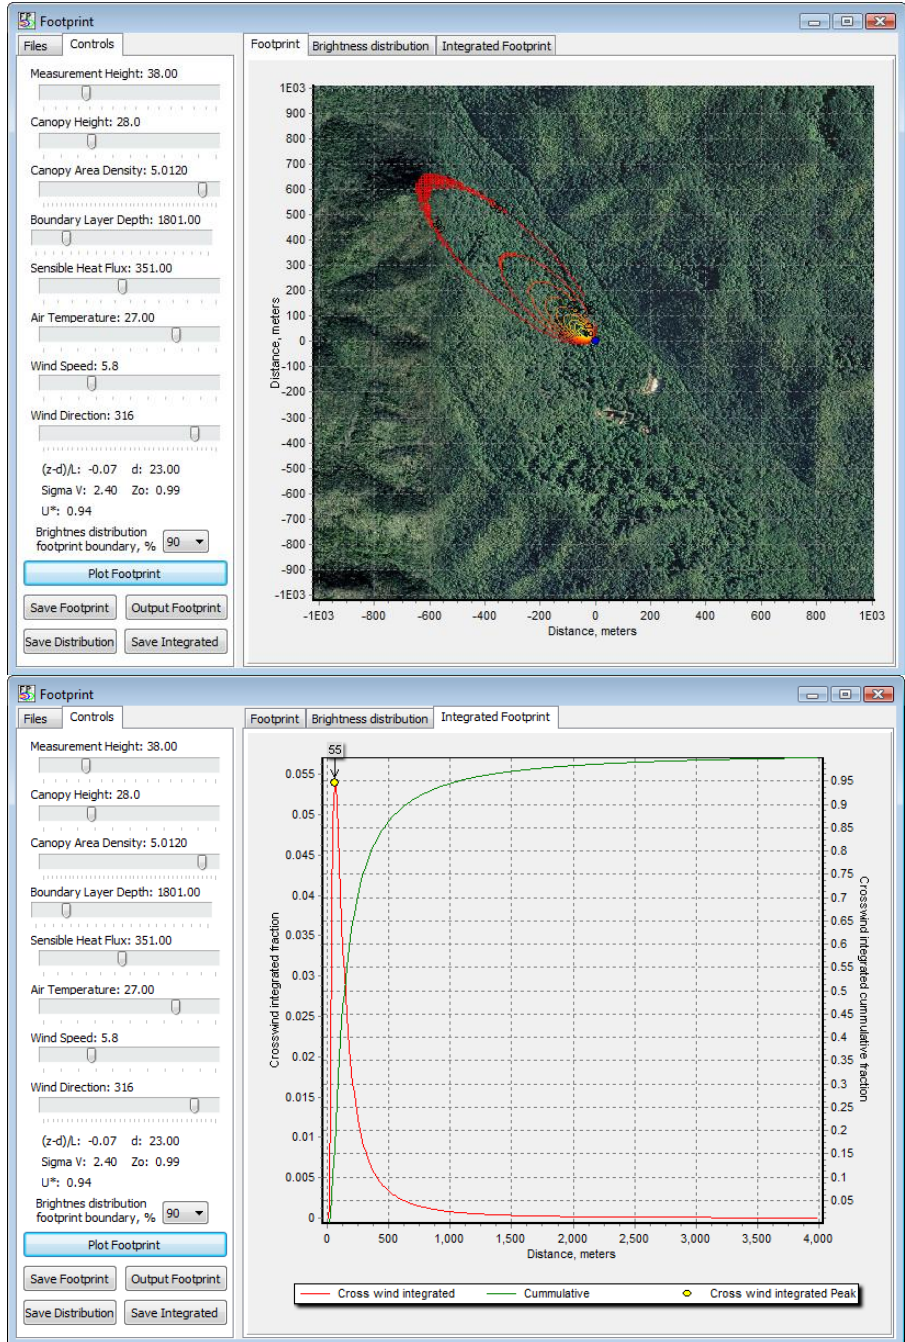 Footprint
Files Controls
Measurement Height: 38.00
Canopy Height: 28.0
Canopy Area Density: 5.0120
Boundary Layer Depth: 1801.00
Sensible Heat Flux: 351.00
Air Temperature: 27.00
Wind Speed: 5.8
Wind Direction: 316
(z-d)/L: -0.07 d: 23.00
Sigma V: 2.40 Zo: 0.99
U*: 0.94
Brightnes distribution
footprint boundary, % 90
Plot Footprint
Save Footprint Output Footprint
Save Distribution Save Integrated
Footprint Brightness distribution Integrated Footprint
1E03
900
800
700
600
500
400
300
200
100
0
-100
-200
-300
-400
-500
-600
-700
-800
-900
-1E03
Distance, meters
-1E03 -800 -600 -400 -200 0 200 400 600 800 1E03
Distance, meters
Footprint
Files Controls
Measurement Height: 38.00
Canopy Height: 28.0
Canopy Area Density: 5.0120
Boundary Layer Depth: 1801.00
Sensible Heat Flux: 351.00
Air Temperature: 27.00
Wind Speed: 5.8
Wind Direction: 316
(z-d)/L: -0.07 d: 23.00
Sigma V: 2.40 Zo: 0.99
U*: 0.94
Brightnes distribution
footprint boundary, % 90
Plot Footprint
Save Footprint Output Footprint
Save Distribution Save Integrated
Footprint Brightness distribution Integrated Footprint
55
0.055
0.05
0.045
0.04
0.035
0.03
0.025
0.02
0.015
0.01
0.005
0
Crosswind integrated fraction
0.95
0.9
0.85
0.8
0.75
0.7
0.65
0.6
0.55
0.5
0.45
0.4
0.35
0.3
0.25
0.2
0.15
0.1
0.05
Crosswind integrated cummulative fraction
0 500 1,000 1,500 2,000 2,500 3,000 3,500 4,000
Distance, meters
Cross wind integrated Cummulative Cross wind integrated Peak